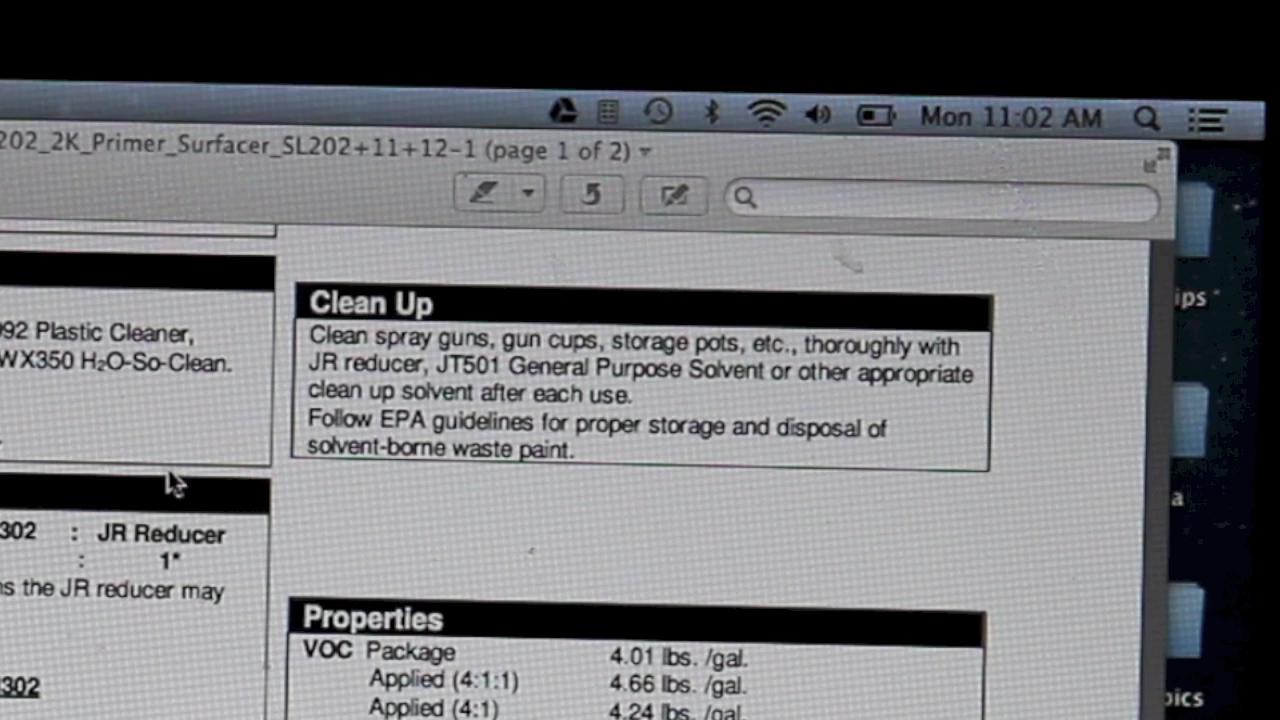 Mon 11:02 AM
202_2K_Primer_Surfacer_SL202+11+12-1 (page 1 of 2)
92 Plastic Cleaner,
WX350 H₂O-So-Clean.
302 : JR Reducer
: 1*
the JR reducer may
302
Clean Up
Clean spray guns, gun cups, storage pots, etc., thoroughly with
JR reducer, JT501 General Purpose Solvent or other appropriate
clean up solvent after each use.
Follow EPA guidelines for proper storage and disposal of
solvent-borne waste paint.
Properties
VOC Package 4.01 lbs. /gal.
Applied (4:1:1) 4.66 lbs. /gal.
Applied (4:1) 4.24 lbs. /gal.
ips
a
pics